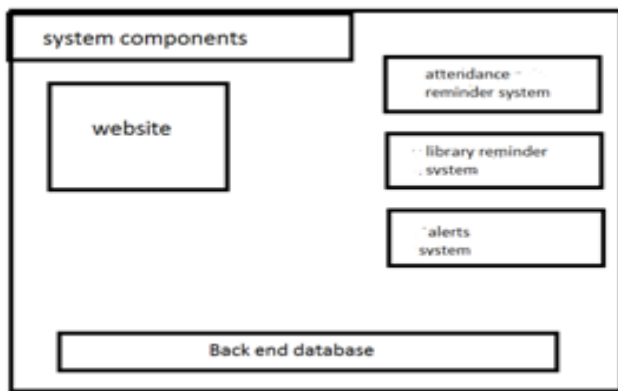 system components
attendance
reminder system
website
library reminder
system
alerts
system
Back end database